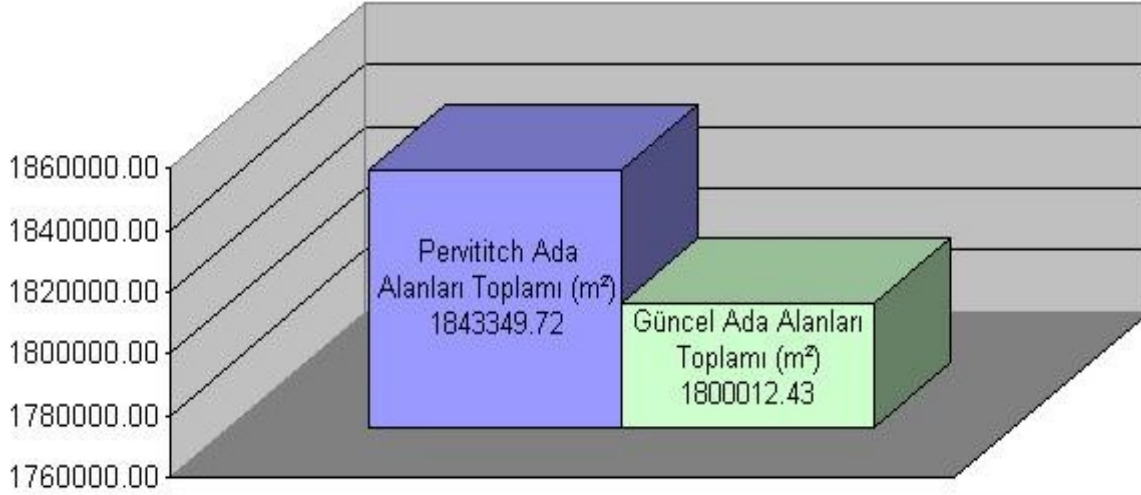 1860000.00
1840000.00
1820000.00
1800000.00
1780000.00
1760000.00
Pervititch Ada
Alanları Toplamı (m²)
1843349.72
Güncel Ada Alanları
Toplamı (m²)
1800012.43